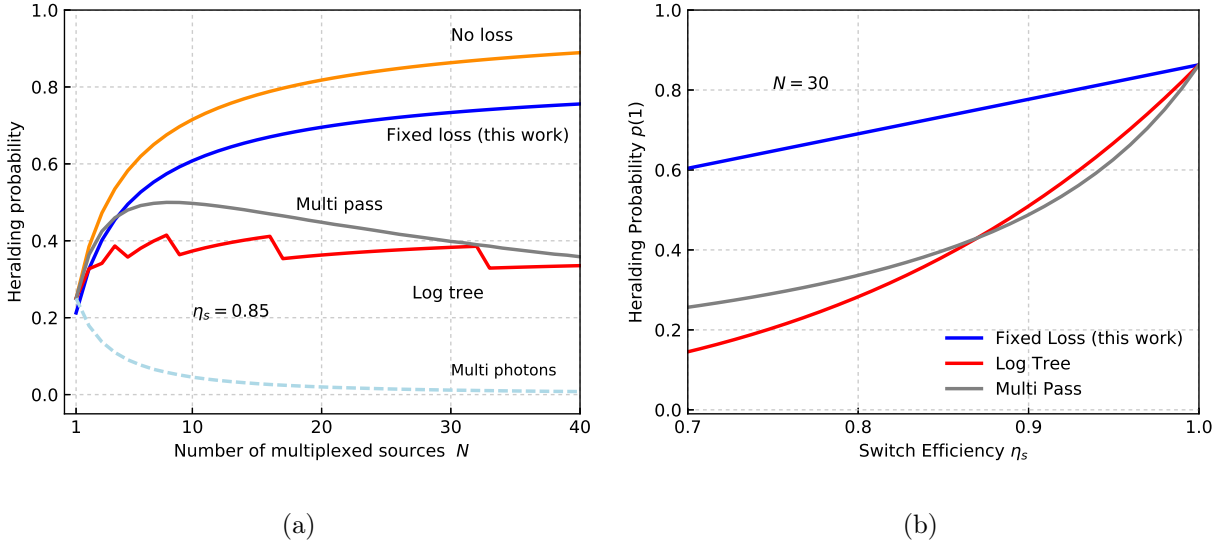 1.0
0.8
0.6
0.4
0.2
0.0
Heralding probability
No loss
Fixed loss (this work)
Multi pass
Log tree
ηs = 0.85
Multi photons
1 10 20 30 40
Number of multiplexed sources N
(a)
1.0
0.8
0.6
0.4
0.2
0.0
Heralding Probability p(1)
N = 30
Fixed Loss (this work)
Log Tree
Multi Pass
0.7 0.8 0.9 1.0
Switch Efficiency ηs
(b)